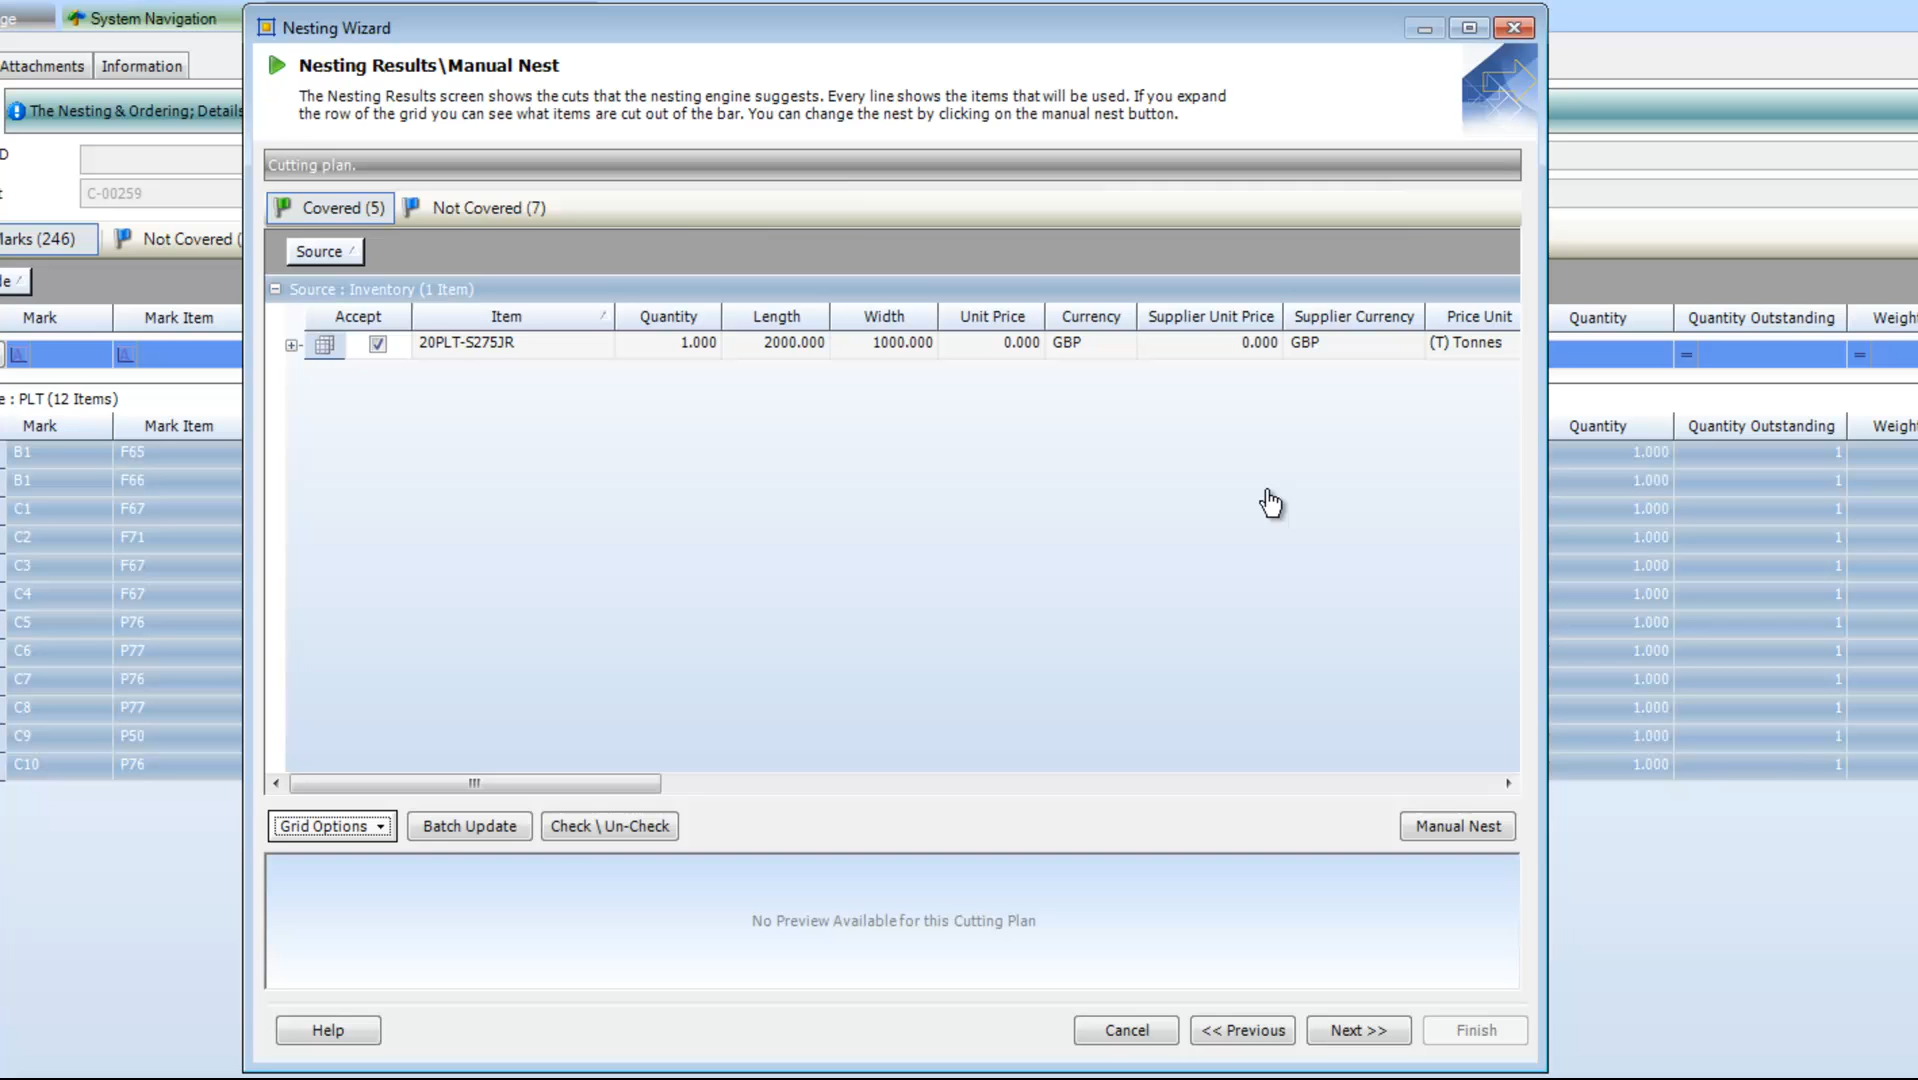 ge
System Navigation
Nesting Wizard
Attachments
Information
Nesting Results\Manual Nest
The Nesting Results screen shows the cuts that the nesting engine suggests. Every line shows the items that will be used. If you expand
the row of the grid you can see what items are cut out of the bar. You can change the nest by clicking on the manual nest button.
The Nesting & Ordering; Details
D
t
C-00259
Cutting plan.
Covered (5)
Not Covered (7)
Marks (246)
Not Covered (
Source
de
Source : Inventory (1 Item)
Mark Mark Item
Accept Item Quantity Length Width Unit Price Currency Supplier Unit Price Supplier Currency Price Unit
Quantity Quantity Outstanding Weigh
20PLT-S275JR 1.000 2000.000 1000.000 0.000 GBP 0.000 GBP (T) Tonnes
= =
e : PLT (12 Items)
Mark Mark Item Quantity Quantity Outstanding Weigh
B1 F65 1.000 1
B1 F66 1.000 1
C1 F67 1.000 1
C2 F71 1.000 1
C3 F67 1.000 1
C4 F67 1.000 1
C5 P76 1.000 1
C6 P77 1.000 1
C7 P76 1.000 1
C8 P77 1.000 1
C9 P50 1.000 1
C10 P76 1.000 1
Grid Options
Batch Update
Check \ Un-Check
Manual Nest
No Preview Available for this Cutting Plan
Help
Cancel
<< Previous
Next >>
Finish